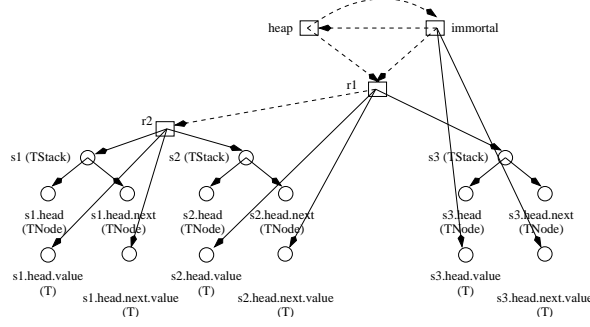 heap
<
immortal
r1
r2
s1 (TStack)
s2 (TStack)
s3 (TStack)
s1.head
(TNode)
s1.head.next
(TNode)
s2.head
(TNode)
s2.head.next
(TNode)
s3.head
(TNode)
s3.head.next
(TNode)
s1.head.value
(T)
s1.head.next.value
(T)
s2.head.value
(T)
s2.head.next.value
(T)
s3.head.value
(T)
s3.head.next.value
(T)